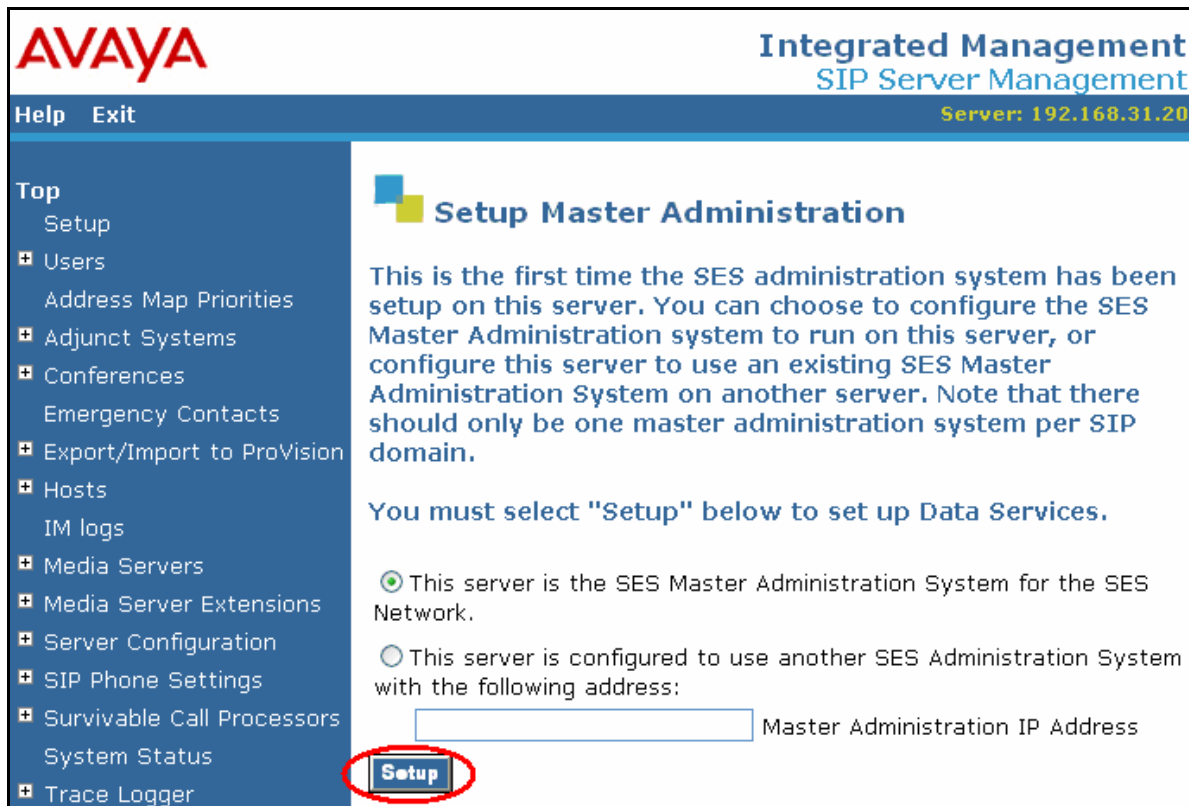 AVAYA
Integrated Management
SIP Server Management
Help Exit
Server: 192.168.31.20
Top
Setup
Users
Address Map Priorities
Adjunct Systems
Conferences
Emergency Contacts
Export/Import to ProVision
Hosts
IM logs
Media Servers
Media Server Extensions
Server Configuration
SIP Phone Settings
Survivable Call Processors
System Status
Trace Logger
Setup Master Administration
This is the first time the SES administration system has been
setup on this server. You can choose to configure the SES
Master Administration system to run on this server, or
configure this server to use an existing SES Master
Administration System on another server. Note that there
should only be one master administration system per SIP
domain.
You must select "Setup" below to set up Data Services.
This server is the SES Master Administration System for the SES
Network.
This server is configured to use another SES Administration System
with the following address:
Master Administration IP Address
Setup